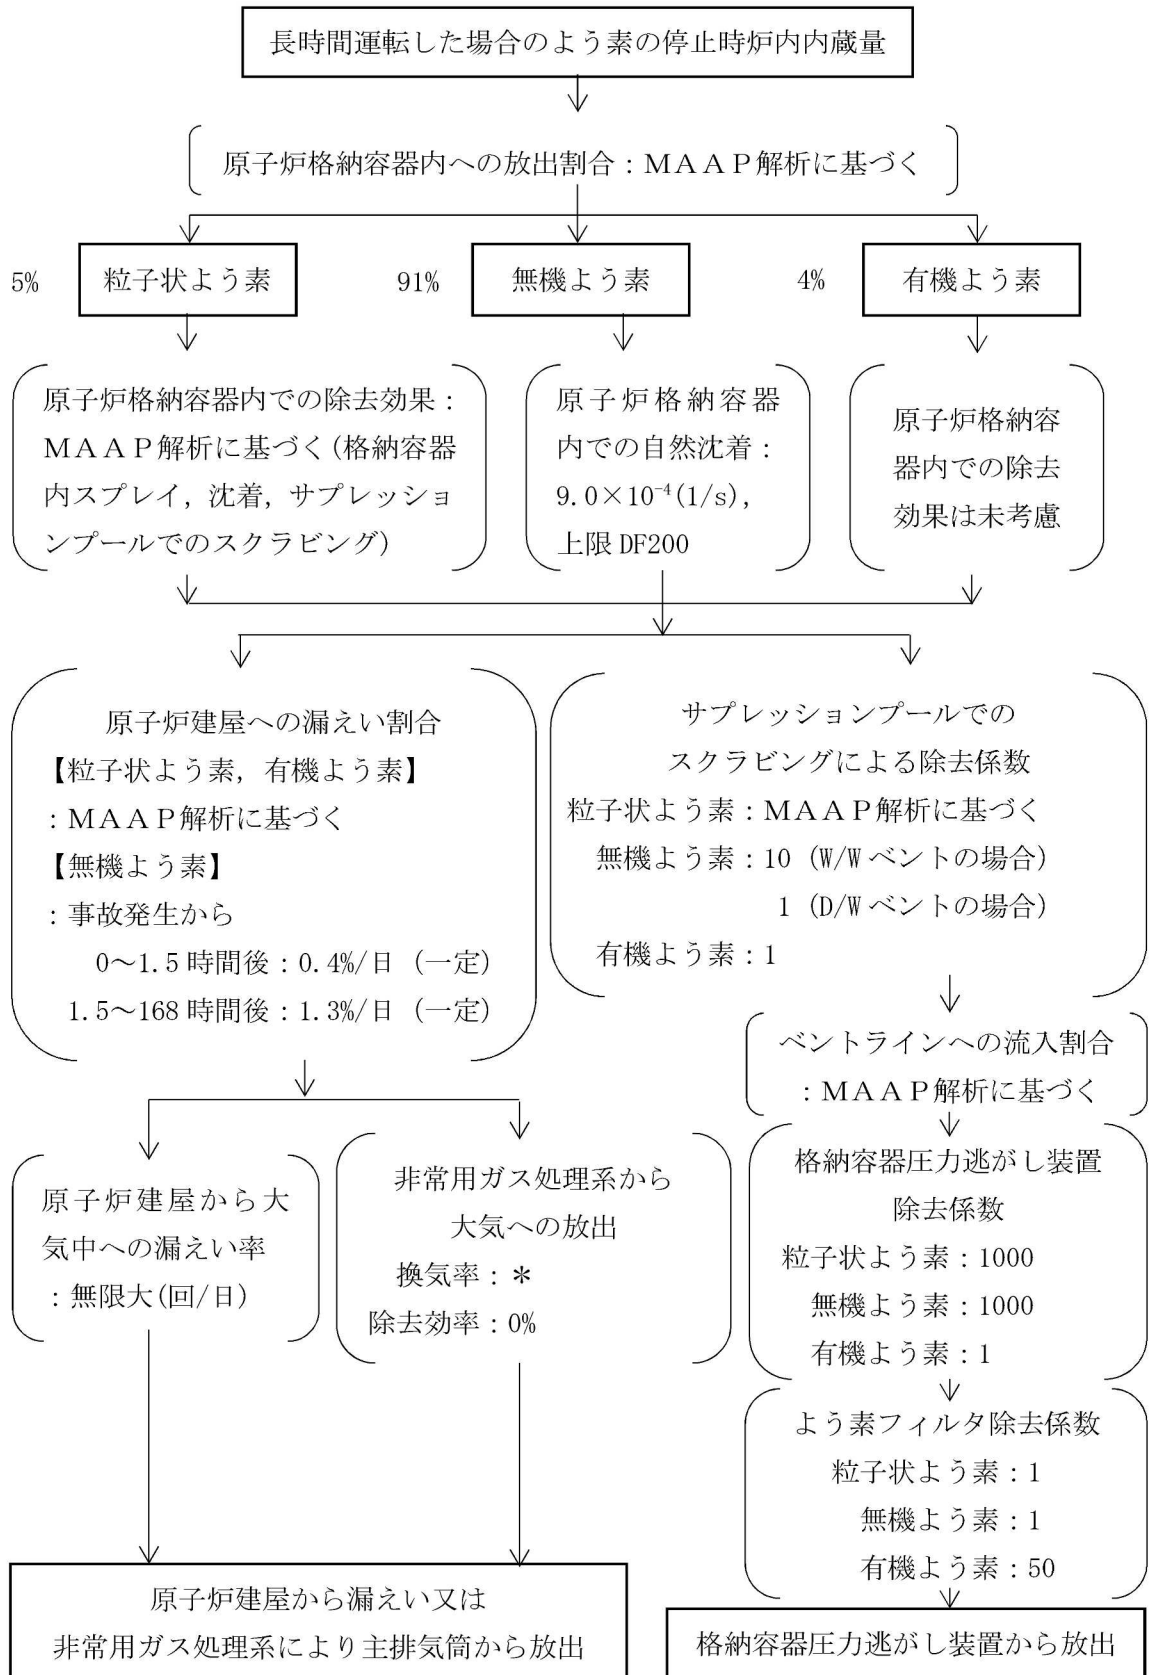 長時間運転した場合のよう素の停止時炉内内蔵量
原子炉格納容器内への放出割合：ＭＡＡＰ解析に基づく
5%
粒子状よう素
91%
無機よう素
4%
有機よう素
原子炉格納容器内での除去効果：
ＭＡＡＰ解析に基づく(格納容器
内スプレイ, 沈着, サプレッショ
ンプールでのスクラビング)
原子炉格納容器
内での自然沈着：
9.0×10⁻⁴(1/s),
上限 DF200
原子炉格納容
器内での除去
効果は未考慮
原子炉建屋への漏えい割合
【粒子状よう素, 有機よう素】
：ＭＡＡＰ解析に基づく
【無機よう素】
：事故発生から
0～1.5 時間後：0.4%/日 (一定)
1.5～168 時間後：1.3%/日 (一定)
サプレッションプールでの
スクラビングによる除去係数
粒子状よう素：ＭＡＡＰ解析に基づく
無機よう素：10 (W/W ベントの場合)
1 (D/W ベントの場合)
有機よう素：1
ベントラインへの流入割合
：ＭＡＡＰ解析に基づく
原子炉建屋から大
気中への漏えい率
：無限大(回/日)
非常用ガス処理系から
大気への放出
換気率：＊
除去効率：0%
格納容器圧力逃がし装置
除去係数
粒子状よう素：1000
無機よう素：1000
有機よう素：1
よう素フィルタ除去係数
粒子状よう素：1
無機よう素：1
有機よう素：50
原子炉建屋から漏えい又は
非常用ガス処理系により主排気筒から放出
格納容器圧力逃がし装置から放出